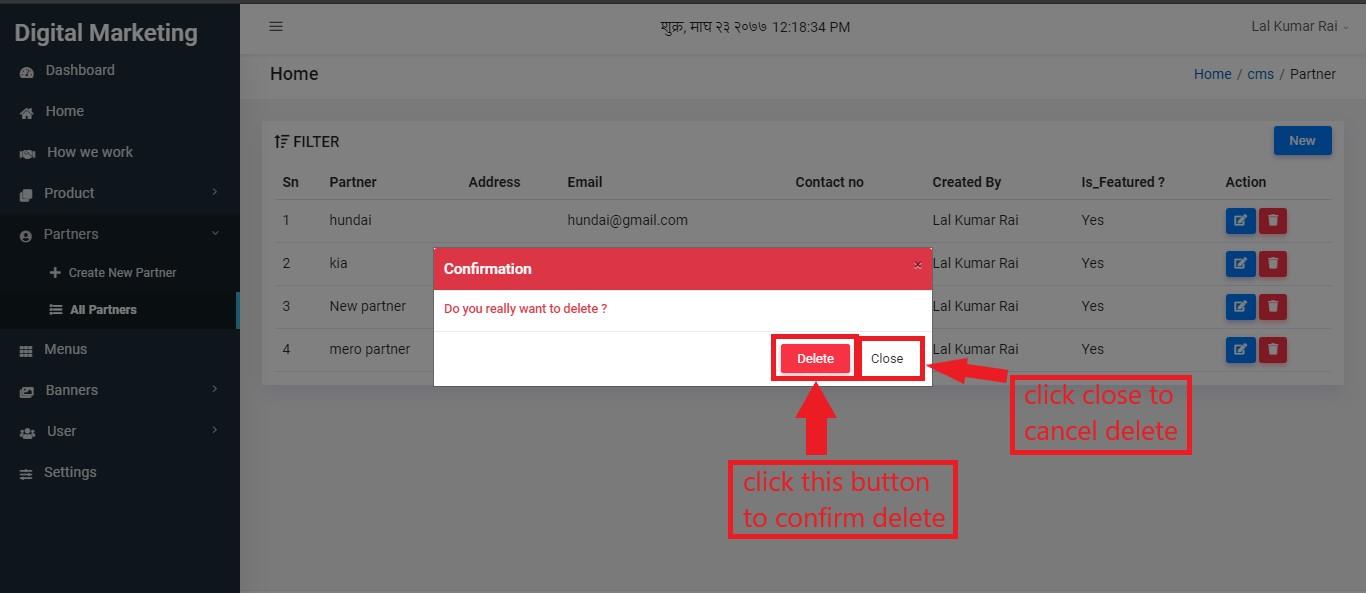 Digital Marketing
शुक्र, माघ २३ २०७७ 12:18:34 PM
Lal Kumar Rai
Dashboard
Home
How we work
Product
Partners
Create New Partner
All Partners
Menus
Banners
User
Settings
Home
Home / cms / Partner
FILTER
New
Sn Partner Address Email Contact no Created By Is_Featured ? Action
1 hundai hundai@gmail.com Lal Kumar Rai Yes
2 kia Lal Kumar Rai Yes
3 New partner Lal Kumar Rai Yes
4 mero partner Lal Kumar Rai Yes
Confirmation ×
Do you really want to delete ?
Delete Close
click close to
cancel delete
click this button
to confirm delete